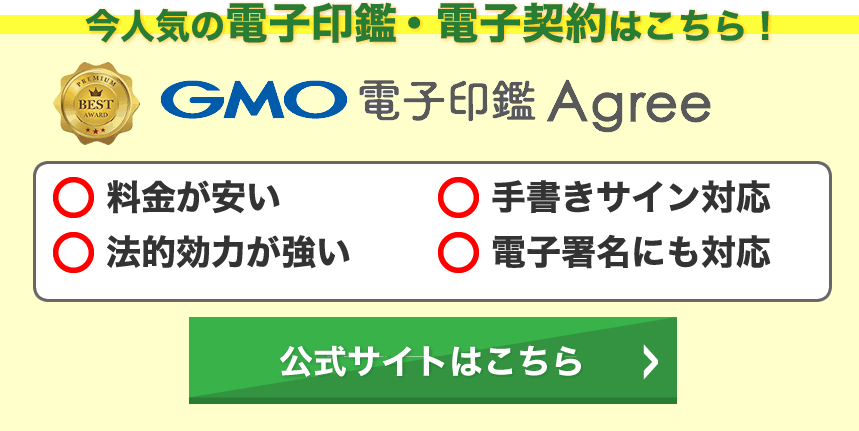 今人気の電子印鑑・電子契約はこちら！
PREMIUM
BEST
AWARD
GMO 電子印鑑 Agree
料金が安い
手書きサイン対応
法的効力が強い
電子署名にも対応
公式サイトはこちら